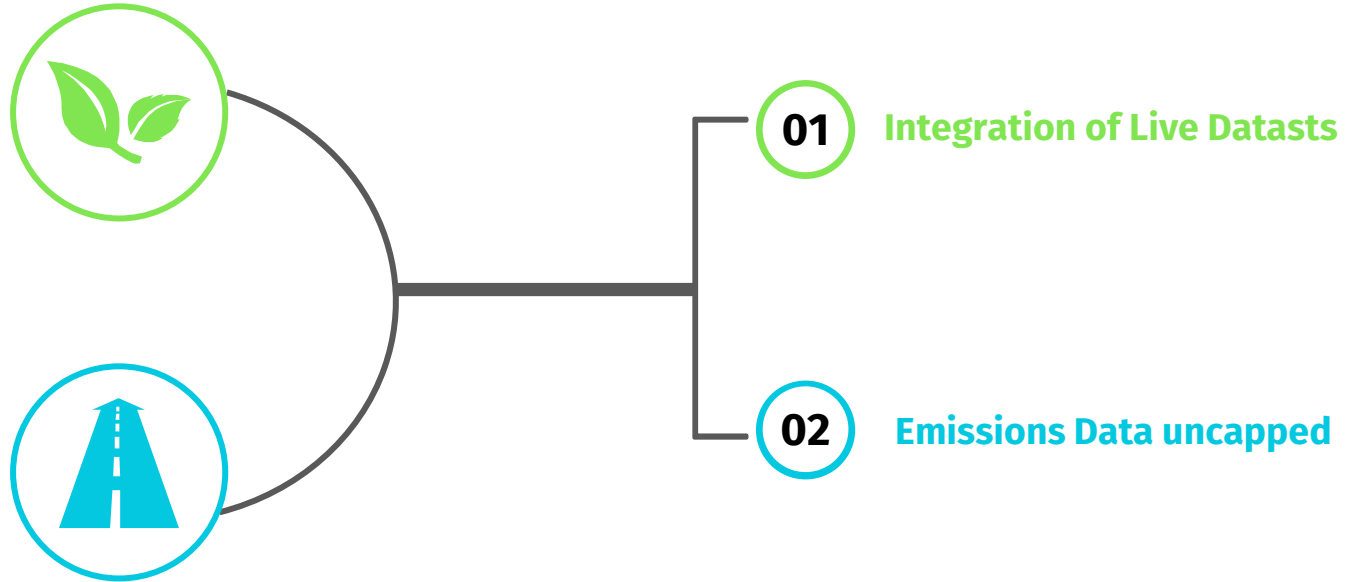 01
Integration of Live Datasts
02
Emissions Data uncapped